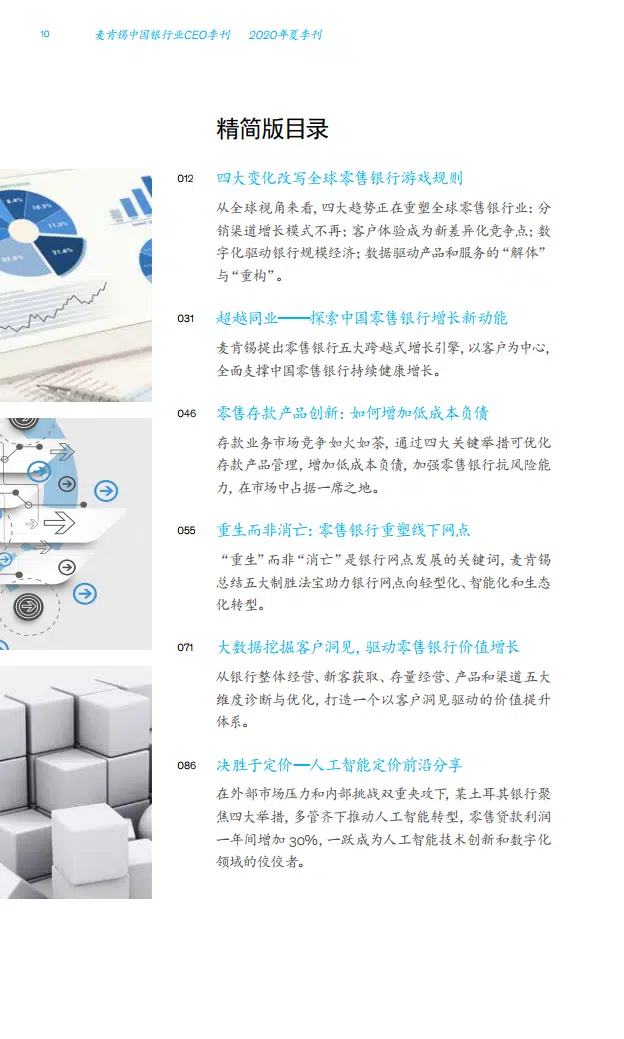 10
麦肯锡中国银行业CEO季刊 2020年夏季刊
精简版目录
012
四大变化改写全球零售银行游戏规则
从全球视角来看,四大趋势正在重塑全球零售银行业:分
销渠道增长模式不再;客户体验成为新差异化竞争点;数
字化驱动银行规模经济;数据驱动产品和服务的“解体”
与“重构”。
031
超越同业——探索中国零售银行增长新动能
麦肯锡提出零售银行五大跨越式增长引擎,以客户为中心,
全面支撑中国零售银行持续健康增长。
046
零售存款产品创新:如何增加低成本负债
存款业务市场竞争如火如荼,通过四大关键举措可优化
存款产品管理,增加低成本负债,加强零售银行抗风险能
力,在市场中占据一席之地。
055
重生而非消亡:零售银行重塑线下网点
“重生”而非“消亡”是银行网点发展的关键词,麦肯锡
总结五大制胜法宝助力银行网点向轻型化、智能化和生态
化转型。
071
大数据挖掘客户洞见,驱动零售银行价值增长
从银行整体经营、新客获取、存量经营、产品和渠道五大
维度诊断与优化,打造一个以客户洞见驱动的价值提升
体系。
086
决胜于定价—人工智能定价前沿分享
在外部市场压力和内部挑战双重夹攻下,某土耳其银行聚
焦四大举措,多管齐下推动人工智能转型,零售贷款利润
一年间增加 30%,一跃成为人工智能技术创新和数字化
领域的佼佼者。